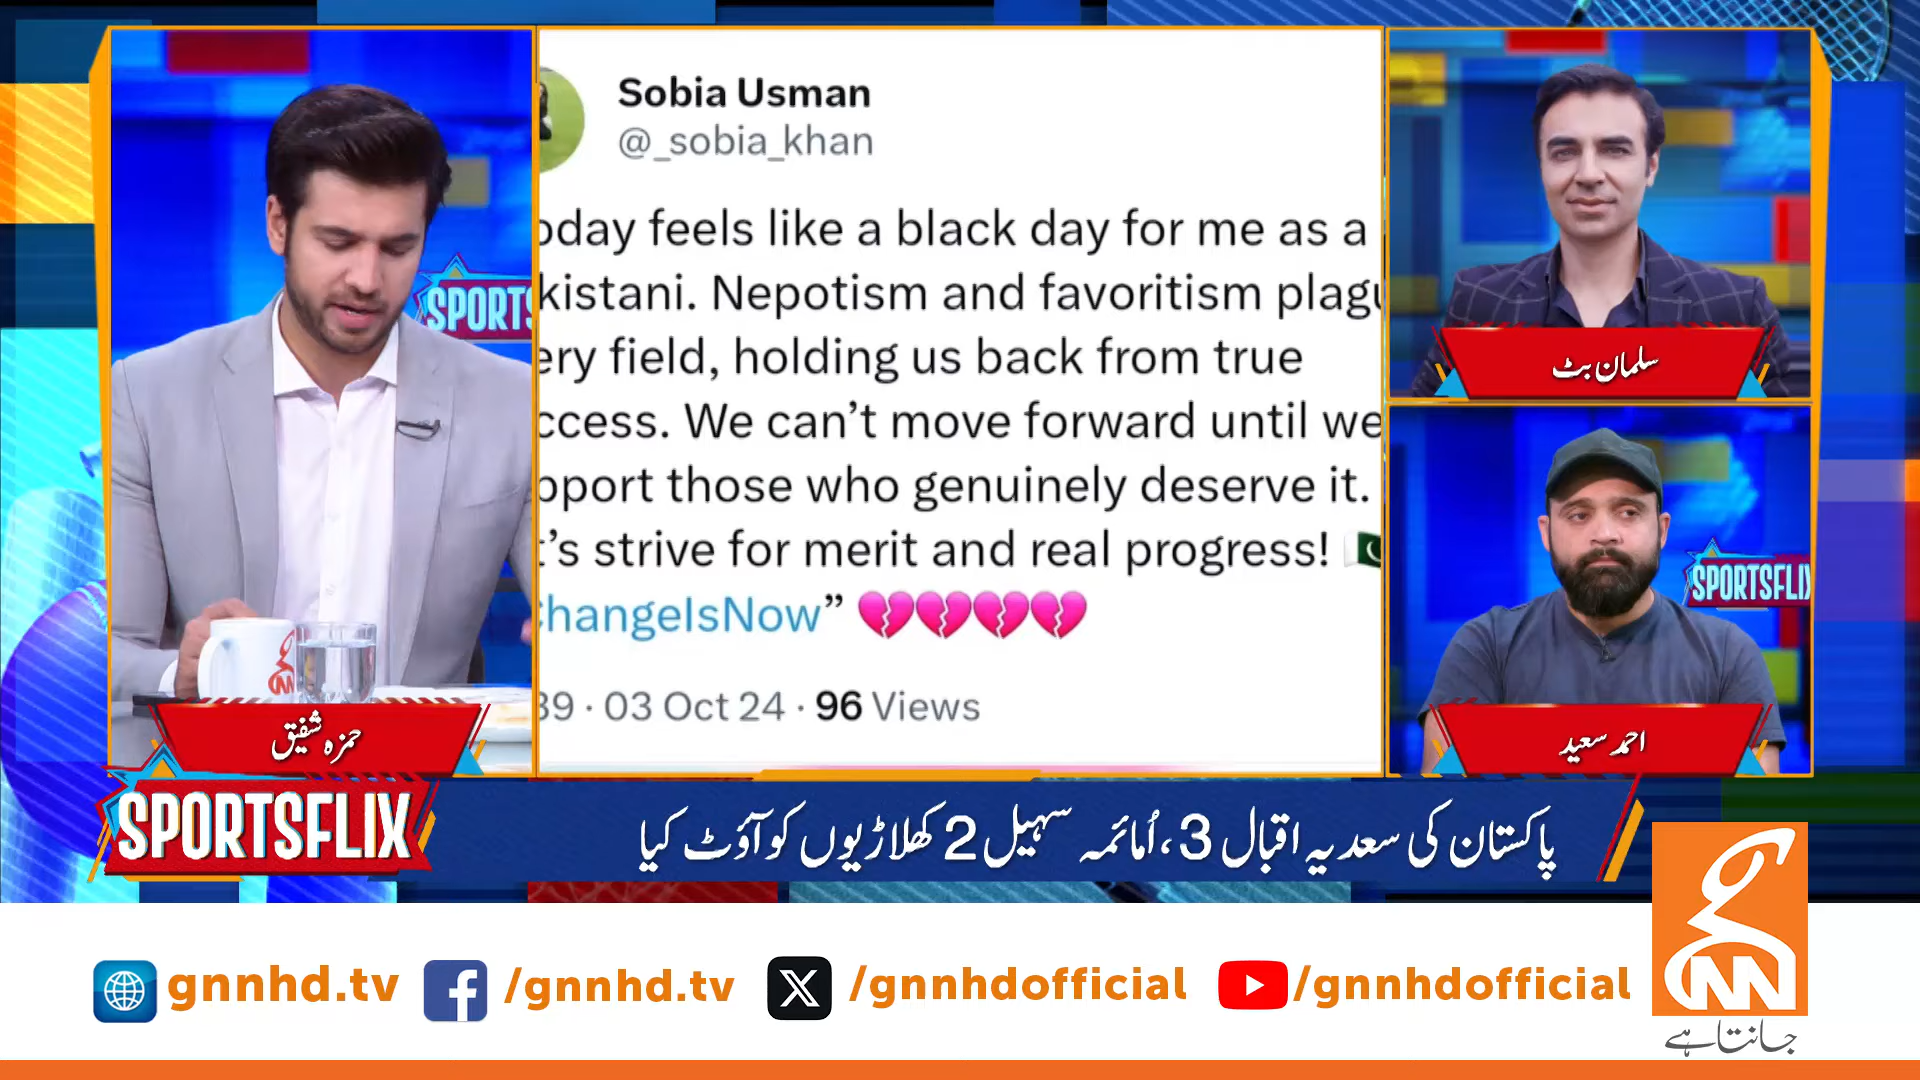 Sobia Usman
@_sobia_khan
oday feels like a black day for me as a
kistani. Nepotism and favoritism plagu
ery field, holding us back from true
ccess. We can’t move forward until we
pport those who genuinely deserve it.
t’s strive for merit and real progress! 🇵🇰
hangeIsNow” 💔💔💔💔
39 · 03 Oct 24 · 96 Views
SPORTS
حمزہ شفیق
سلمان بٹ
SPORTSFLIX
احمد سعید
SPORTSFLIX
پاکستان کی سعدیہ اقبال 3، اُمائمہ سہیل 2 کھلاڑیوں کو آؤٹ کیا
gnnhd.tv
/gnnhd.tv
/gnnhdofficial
/gnnhdofficial
GNN
جانتا ہے